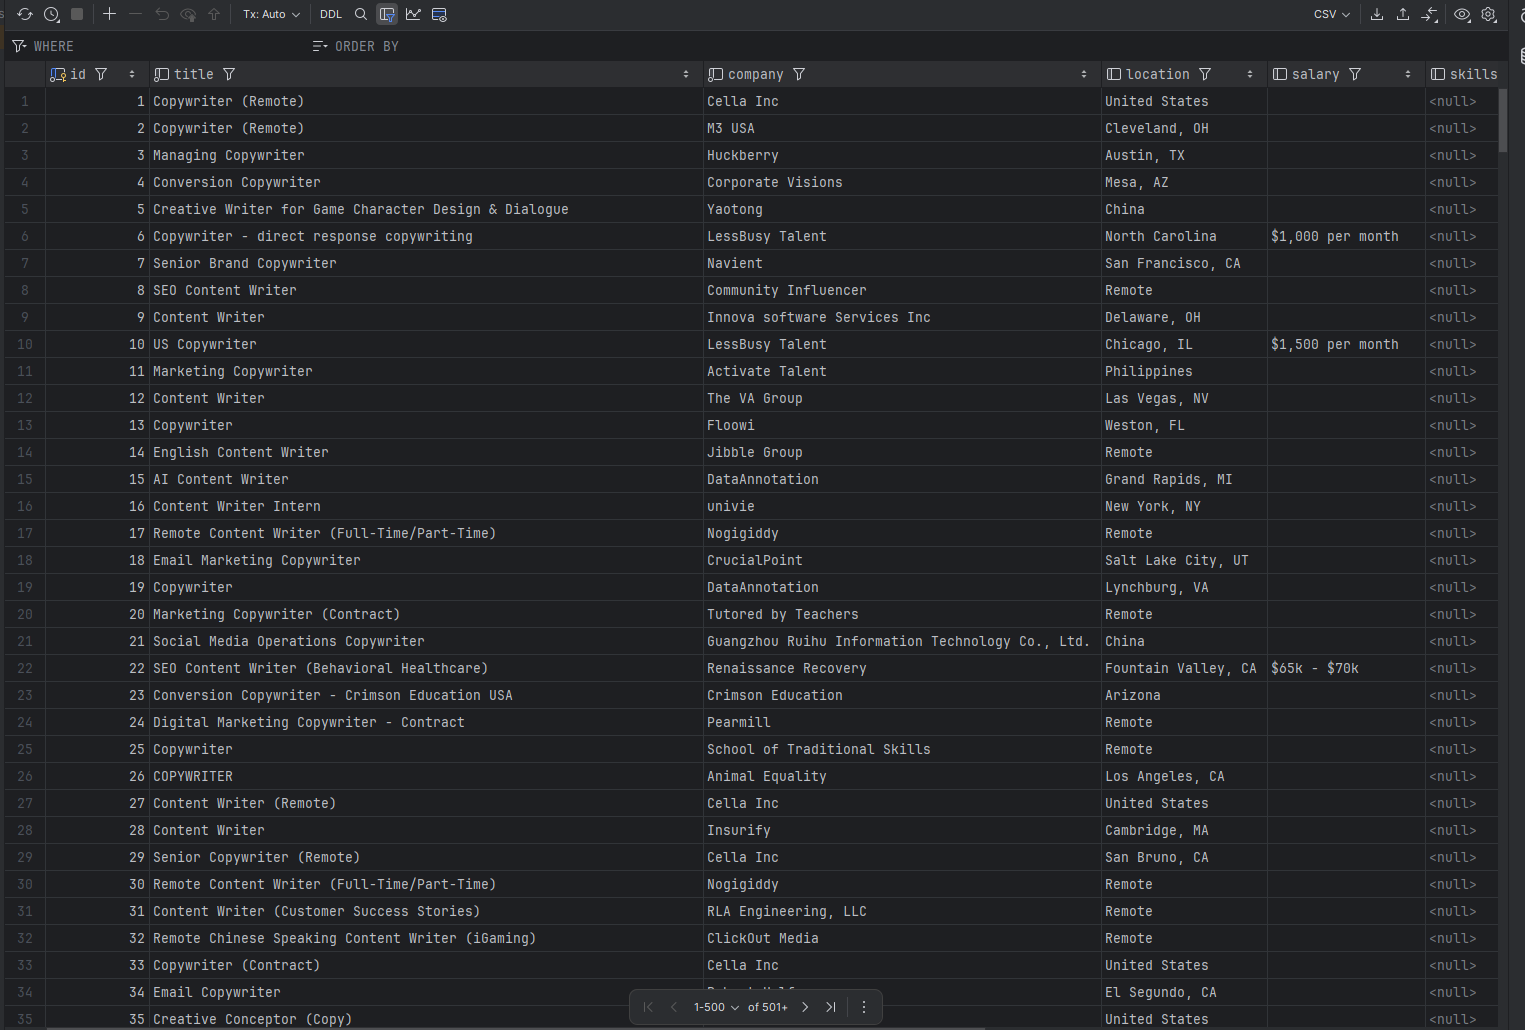 Tx: Auto DDL CSV
WHERE ORDER BY
id title company location salary skills
1 1 Copywriter (Remote) Cella Inc United States <null>
2 2 Copywriter (Remote) M3 USA Cleveland, OH <null>
3 3 Managing Copywriter Huckberry Austin, TX <null>
4 4 Conversion Copywriter Corporate Visions Mesa, AZ <null>
5 5 Creative Writer for Game Character Design & Dialogue Yaotong China <null>
6 6 Copywriter - direct response copywriting LessBusy Talent North Carolina $1,000 per month <null>
7 7 Senior Brand Copywriter Navient San Francisco, CA <null>
8 8 SEO Content Writer Community Influencer Remote <null>
9 9 Content Writer Innova software Services Inc Delaware, OH <null>
10 10 US Copywriter LessBusy Talent Chicago, IL $1,500 per month <null>
11 11 Marketing Copywriter Activate Talent Philippines <null>
12 12 Content Writer The VA Group Las Vegas, NV <null>
13 13 Copywriter Floowi Weston, FL <null>
14 14 English Content Writer Jibble Group Remote <null>
15 15 AI Content Writer DataAnnotation Grand Rapids, MI <null>
16 16 Content Writer Intern univie New York, NY <null>
17 17 Remote Content Writer (Full-Time/Part-Time) Nogigiddy Remote <null>
18 18 Email Marketing Copywriter CrucialPoint Salt Lake City, UT <null>
19 19 Copywriter DataAnnotation Lynchburg, VA <null>
20 20 Marketing Copywriter (Contract) Tutored by Teachers Remote <null>
21 21 Social Media Operations Copywriter Guangzhou Ruihu Information Technology Co., Ltd. China <null>
22 22 SEO Content Writer (Behavioral Healthcare) Renaissance Recovery Fountain Valley, CA $65k - $70k <null>
23 23 Conversion Copywriter - Crimson Education USA Crimson Education Arizona <null>
24 24 Digital Marketing Copywriter - Contract Pearmill Remote <null>
25 25 Copywriter School of Traditional Skills Remote <null>
26 26 COPYWRITER Animal Equality Los Angeles, CA <null>
27 27 Content Writer (Remote) Cella Inc United States <null>
28 28 Content Writer Insurify Cambridge, MA <null>
29 29 Senior Copywriter (Remote) Cella Inc San Bruno, CA <null>
30 30 Remote Content Writer (Full-Time/Part-Time) Nogigiddy Remote <null>
31 31 Content Writer (Customer Success Stories) RLA Engineering, LLC Remote <null>
32 32 Remote Chinese Speaking Content Writer (iGaming) ClickOut Media Remote <null>
33 33 Copywriter (Contract) Cella Inc United States <null>
34 34 Email Copywriter El Segundo, CA <null>
1-500 of 501+
35 35 Creative Conceptor (Copy) United States <null>